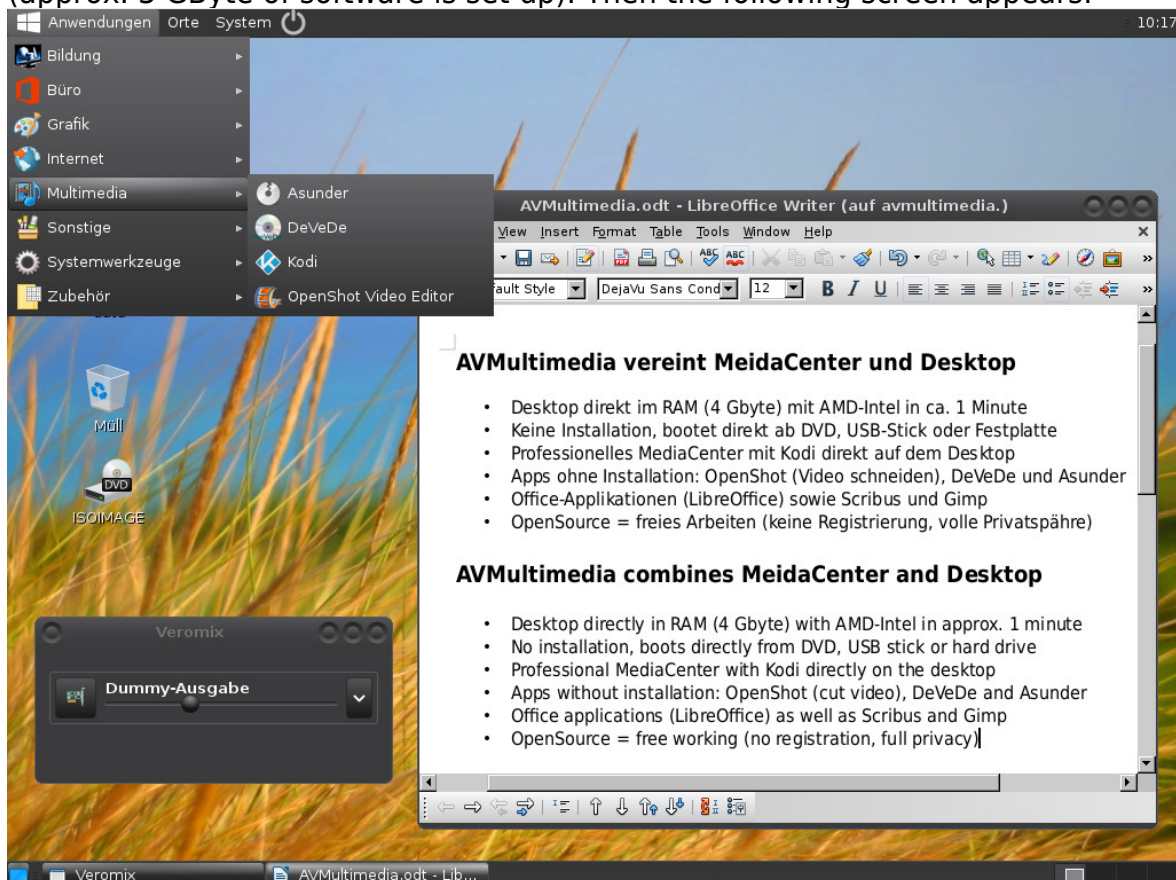 (approx. 3 GByte of software is set up). Then the following screen appears:
Anwendungen Orte System 10:17
Bildung
Büro
Grafik
Internet
Multimedia
Sonstige
Systemwerkzeuge
Zubehör
Asunder
DeVeDe
Kodi
OpenShot Video Editor
Müll
DVD
ISOIMAGE
Veromix
Dummy-Ausgabe
AVMultimedia.odt - LibreOffice Writer (auf avmultimedia.)
View Insert Format Table Tools Window Help
ABC ABC
fault Style DejaVu Sans Cond 12 B I U
AVMultimedia vereint MeidaCenter und Desktop
• Desktop direkt im RAM (4 Gbyte) mit AMD-Intel in ca. 1 Minute
• Keine Installation, bootet direkt ab DVD, USB-Stick oder Festplatte
• Professionelles MediaCenter mit Kodi direkt auf dem Desktop
• Apps ohne Installation: OpenShot (Video schneiden), DeVeDe und Asunder
• Office-Applikationen (LibreOffice) sowie Scribus und Gimp
• OpenSource = freies Arbeiten (keine Registrierung, volle Privatspähre)
AVMultimedia combines MeidaCenter and Desktop
• Desktop directly in RAM (4 Gbyte) with AMD-Intel in approx. 1 minute
• No installation, boots directly from DVD, USB stick or hard drive
• Professional MediaCenter with Kodi directly on the desktop
• Apps without installation: OpenShot (cut video), DeVeDe and Asunder
• Office applications (LibreOffice) as well as Scribus and Gimp
• OpenSource = free working (no registration, full privacy)
Veromix
AVMultimedia.odt - Lib...